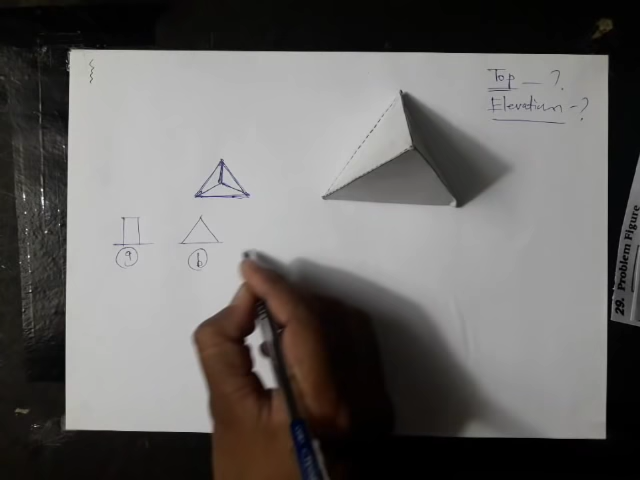 Top — ?
Elevation - ?
a
b
29. Problem Figure